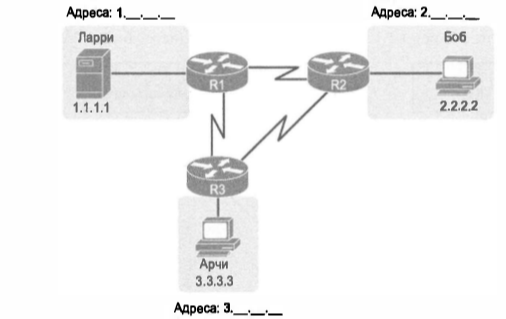 Адреса: 1.__.__.__
Адреса: 2.__.__.__
Ларри
Боб
R1
R2
1.1.1.1
2.2.2.2
R3
Арчи
3.3.3.3
Адреса: 3.__.__.__